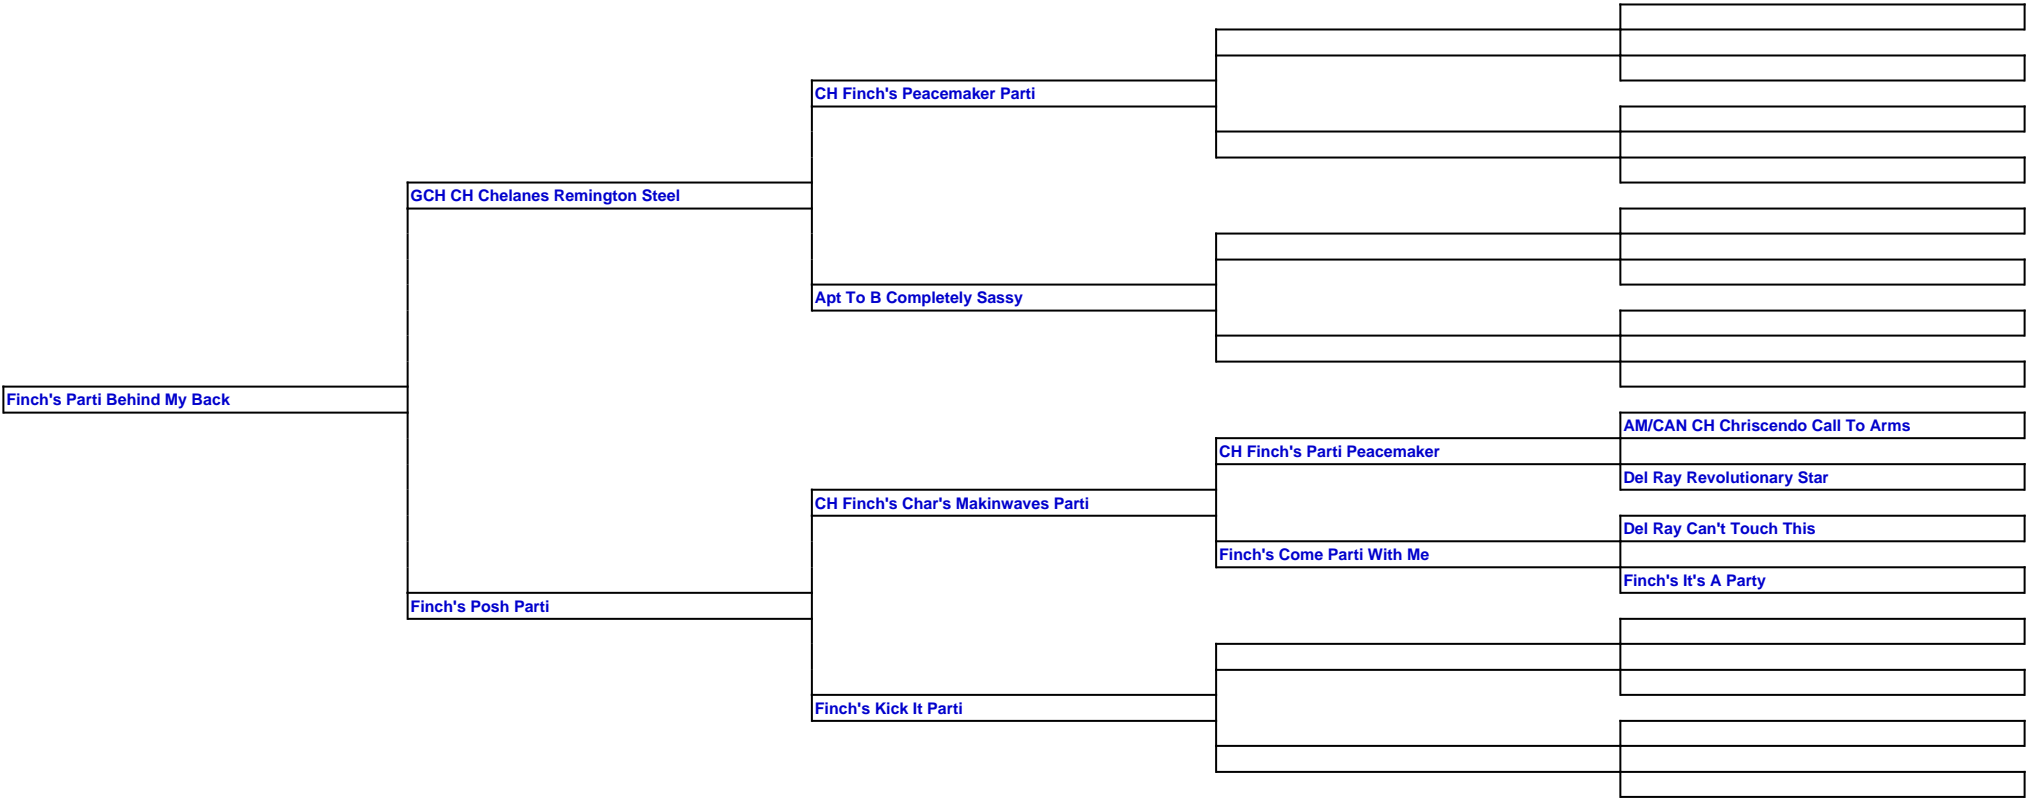 CH Finch's Peacemaker Parti
GCH CH Chelanes Remington Steel
Apt To B Completely Sassy
Finch's Parti Behind My Back
AM/CAN CH Chriscendo Call To Arms
CH Finch's Parti Peacemaker
Del Ray Revolutionary Star
CH Finch's Char's Makinwaves Parti
Del Ray Can't Touch This
Finch's Come Parti With Me
Finch's It's A Party
Finch's Posh Parti
Finch's Kick It Parti